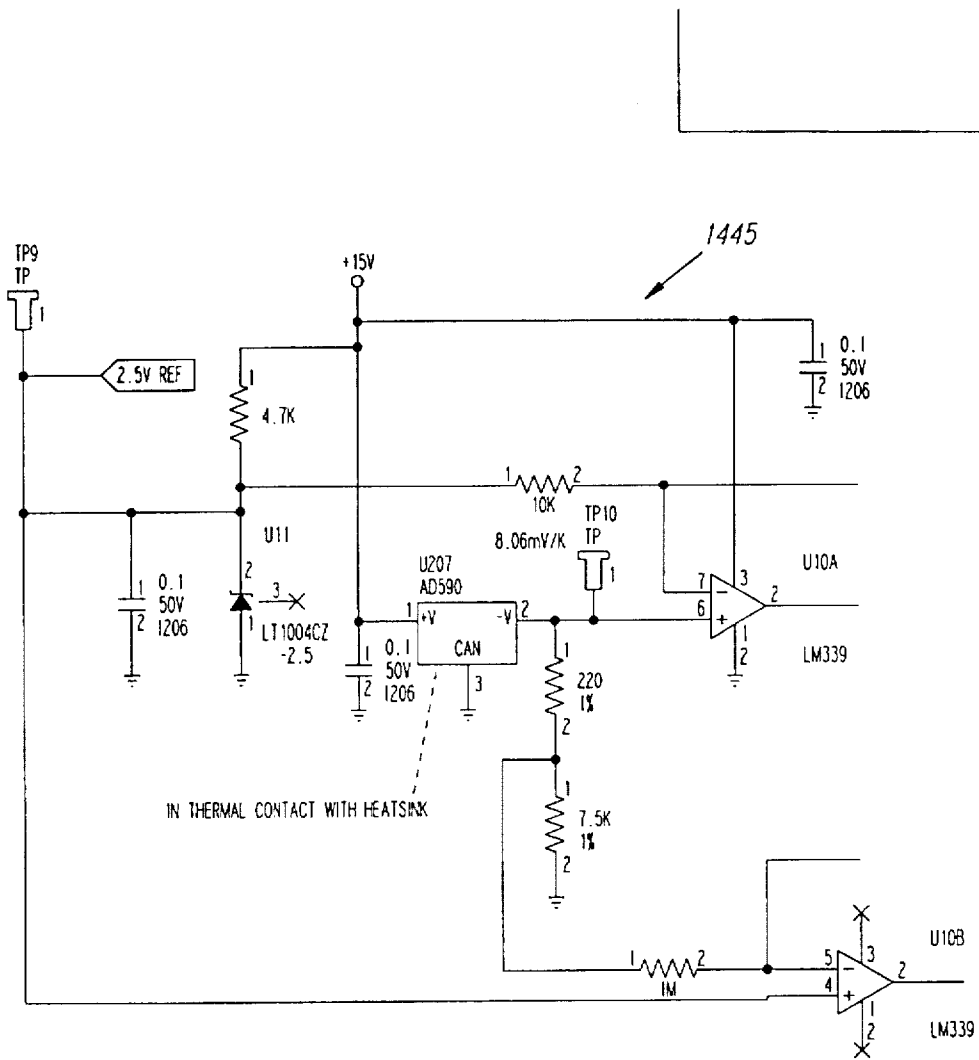 1445
TP9
TP
1
+15V
2.5V REF
1
4.7K
1
2
0.1
50V
1206
1
2
10K
TP10
TP
1
8.06mV/K
U11
2
3
1
LT1004CZ
-2.5
1
2
0.1
50V
1206
U207
AD590
1
+V
-V
2
CAN
3
1
2
0.1
50V
1206
U10A
7
6
-
+
3
2
1
2
LM339
1
220
1%
2
IN THERMAL CONTACT WITH HEATSINK
1
7.5K
1%
2
1
2
1M
U10B
5
4
-
+
3
2
1
2
LM339